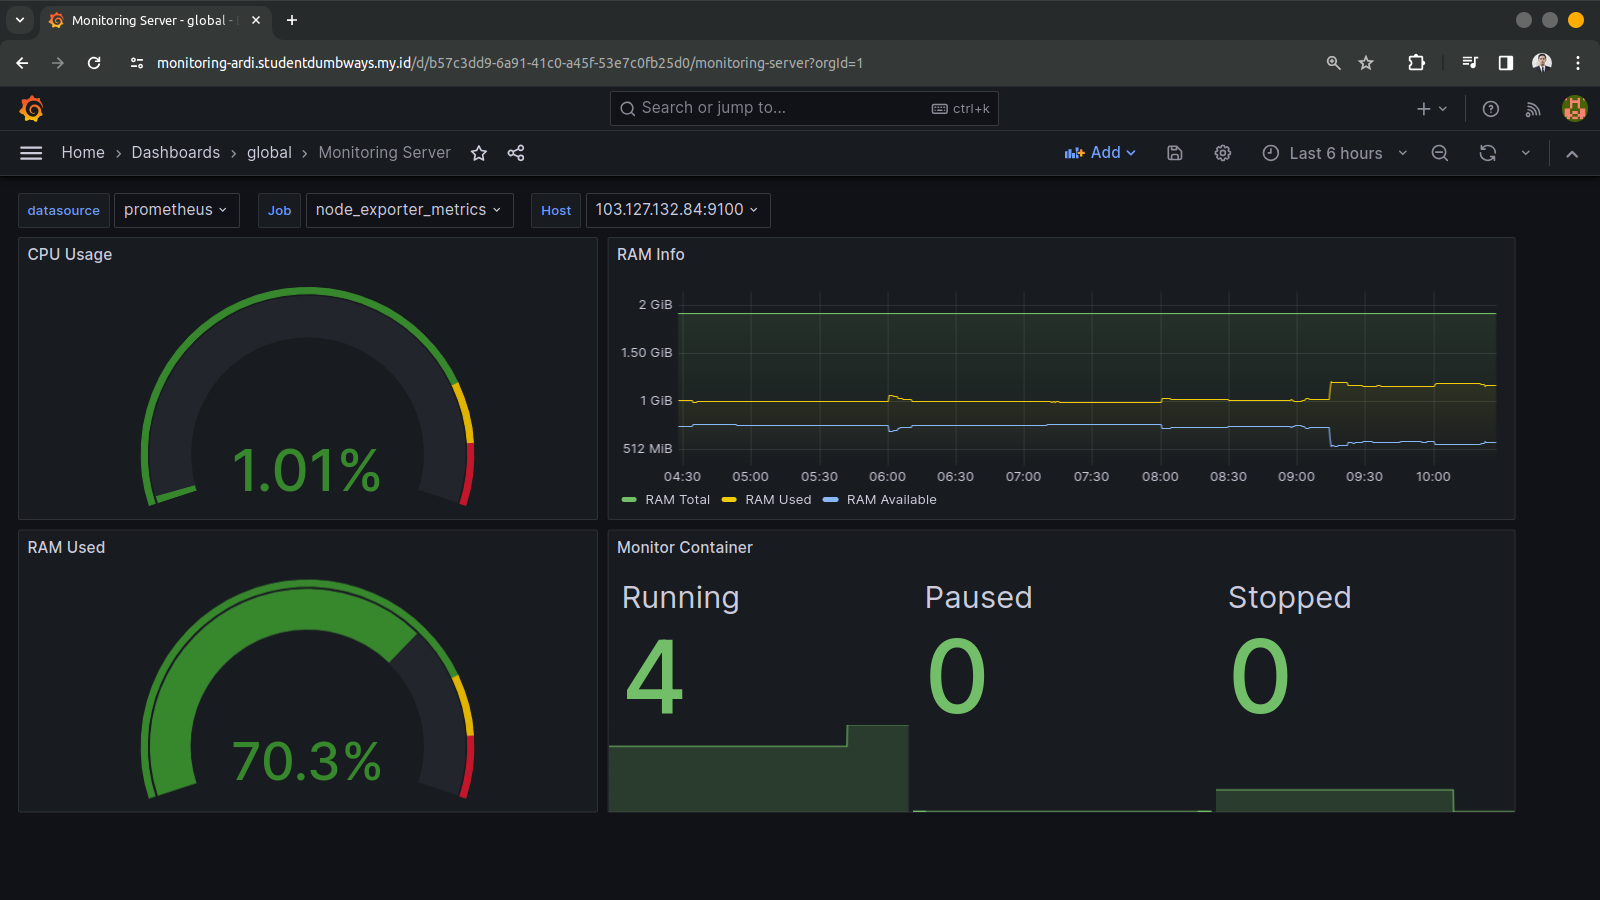 Monitoring Server - global -
monitoring-ardi.studentdumbways.my.id/d/b57c3dd9-6a91-41c0-a45f-53e7c0fb25d0/monitoring-server?orgId=1
Search or jump to... ctrl+k
Home › Dashboards › global › Monitoring Server Add Last 6 hours
datasource prometheus Job node_exporter_metrics Host 103.127.132.84:9100
CPU Usage
1.01%
RAM Info
2 GiB
1.50 GiB
1 GiB
512 MiB
04:30 05:00 05:30 06:00 06:30 07:00 07:30 08:00 08:30 09:00 09:30 10:00
RAM Total RAM Used RAM Available
RAM Used
70.3%
Monitor Container
Running Paused Stopped
4 0 0